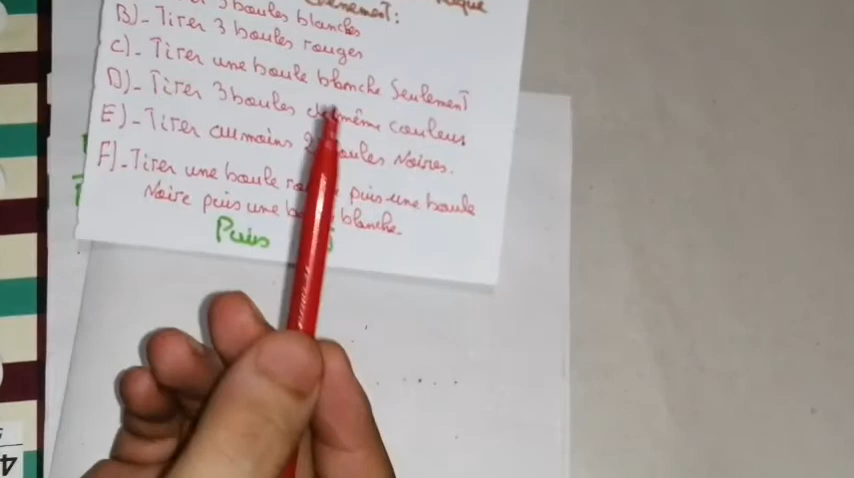 3 boules blanches
B)- Tirer 3 boules rouges
C)- Tirer une boule blanche Seulement
D)- Tirer 3 boules de même couleur.
E)- Tirer au moins 2 boules Noires.
F)- Tirer une boule puis une boule
Noire puis une blanche.
Puis
4